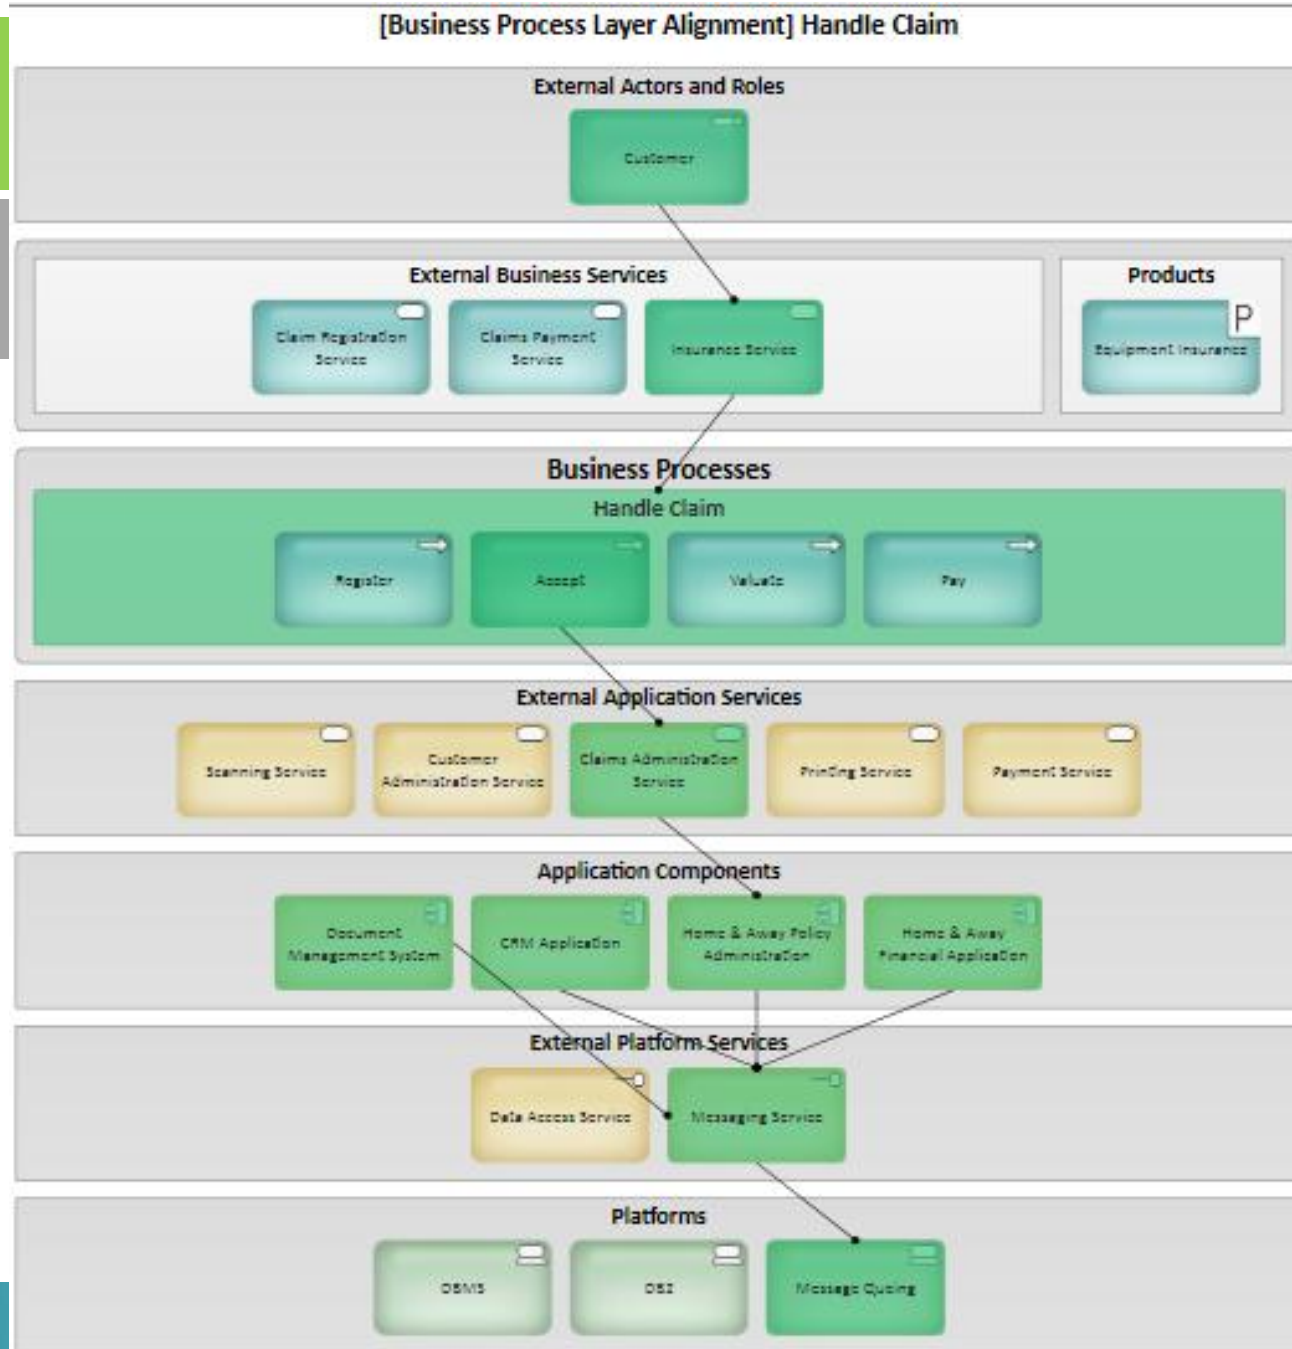 [Business Process Layer Alignment] Handle Claim
External Actors and Roles
Customer
External Business Services
Products
Claim Registration
Service
Claims Payment
Service
Insurance Service
P
Equipment Insurance
Business Processes
Handle Claim
Register
Accept
Valuate
Pay
External Application Services
Scanning Service
Customer
Administration Service
Claims Administration
Service
Printing Service
Payment Service
Application Components
Document
Management System
CRM Application
Home & Away Policy
Administration
Home & Away
Financial Application
External Platform Services
Data Access Service
Messaging Service
Platforms
DBMS
Message Queing